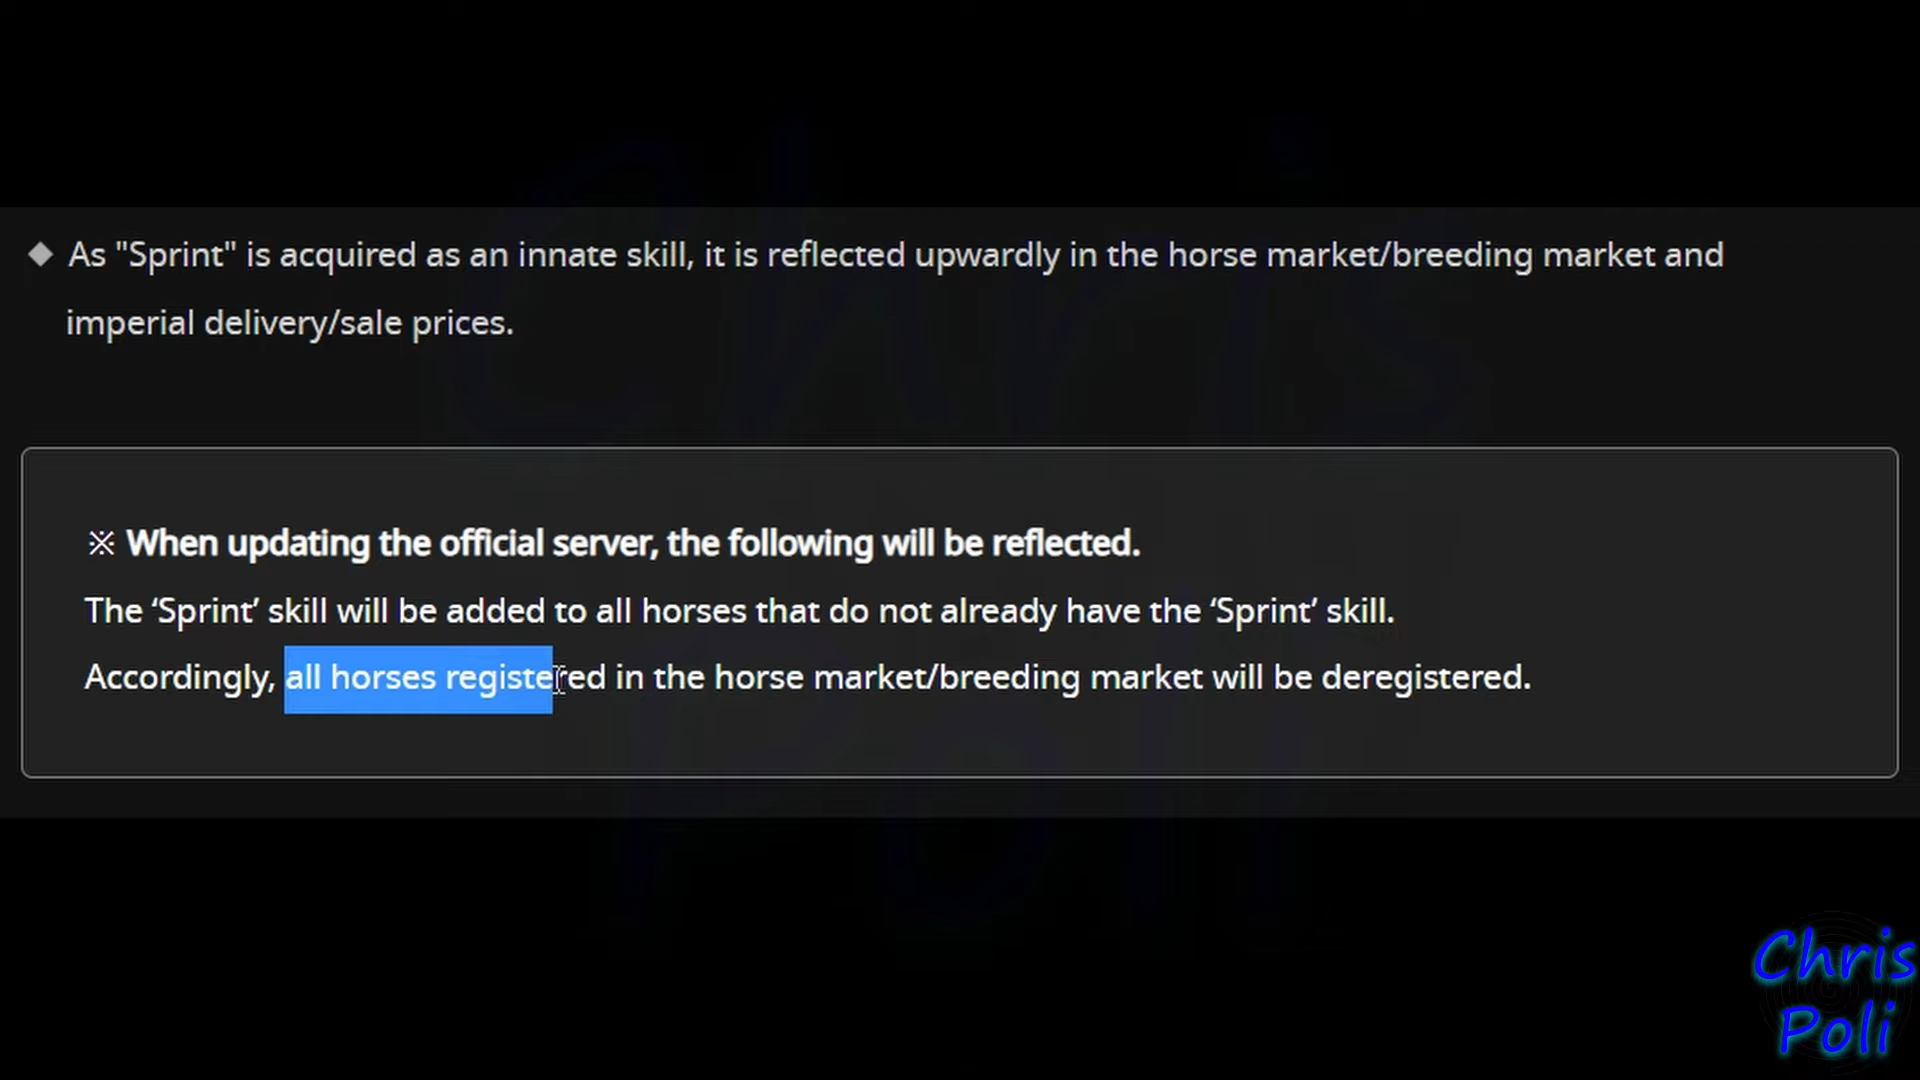 ◆ As "Sprint" is acquired as an innate skill, it is reflected upwardly in the horse market/breeding market and
imperial delivery/sale prices.
※ When updating the official server, the following will be reflected.
The ‘Sprint’ skill will be added to all horses that do not already have the ‘Sprint’ skill.
Accordingly, all horses registered in the horse market/breeding market will be deregistered.
Chris
Poli